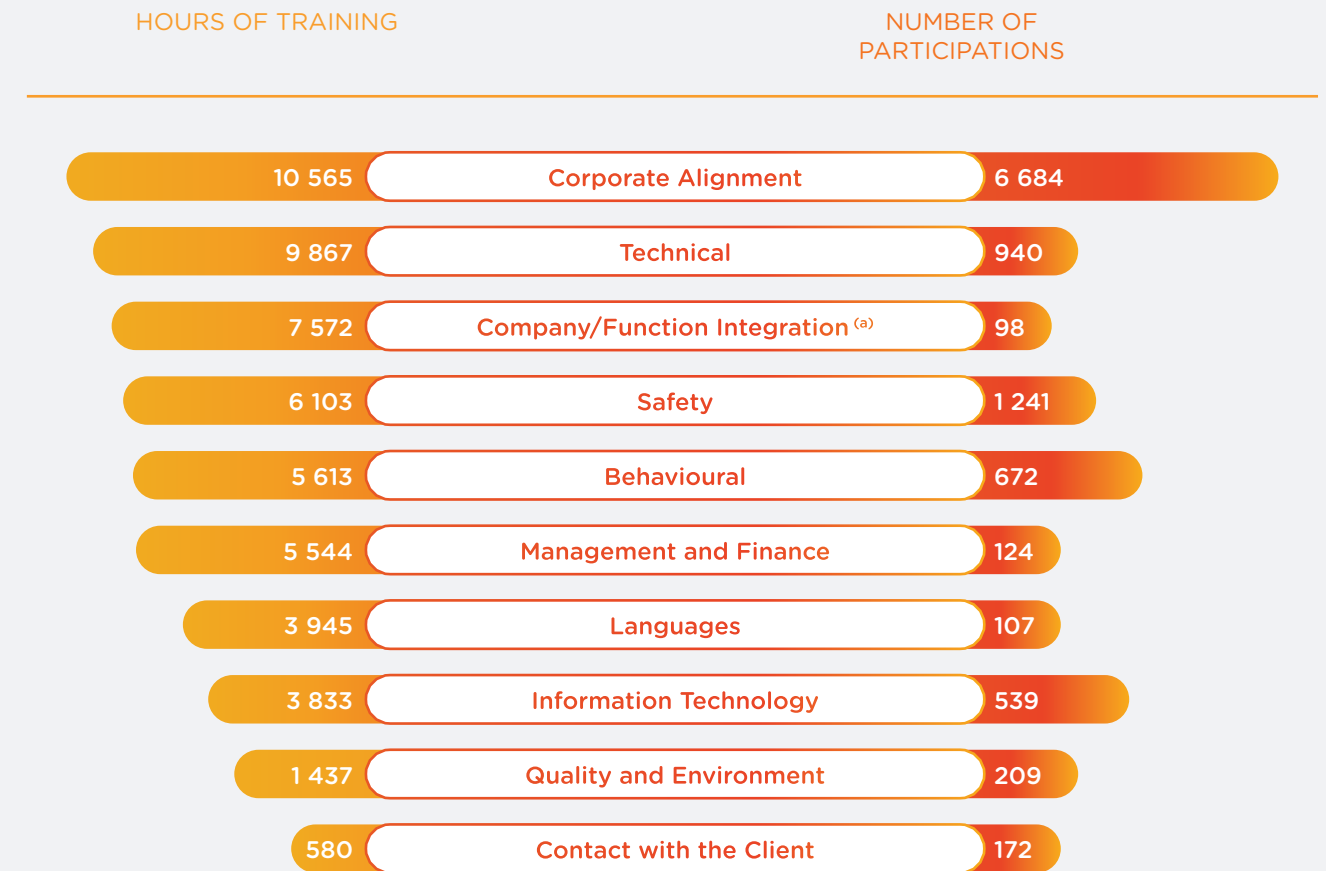 HOURS OF TRAINING
NUMBER OF
PARTICIPATIONS
10 565 Corporate Alignment 6 684
9 867 Technical 940
7 572 Company/Function Integration (a) 98
6 103 Safety 1 241
5 613 Behavioural 672
5 544 Management and Finance 124
3 945 Languages 107
3 833 Information Technology 539
1 437 Quality and Environment 209
580 Contact with the Client 172